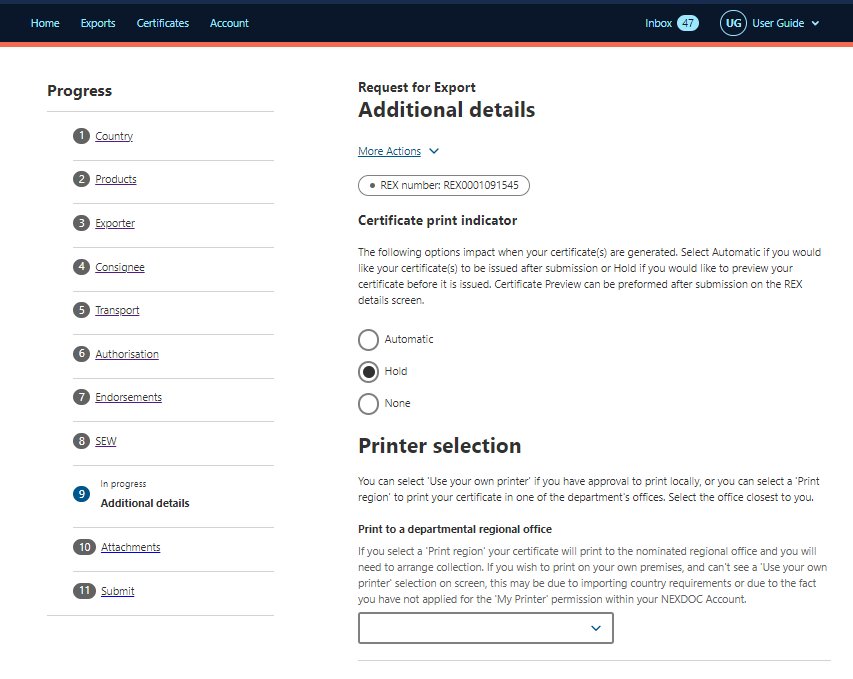 Home Exports Certificates Account Inbox 47 UG User Guide
Progress
1 Country
2 Products
3 Exporter
4 Consignee
5 Transport
6 Authorisation
7 Endorsements
8 SEW
In progress
9 Additional details
10 Attachments
11 Submit
Request for Export
Additional details
More Actions
REX number: REX0001091545
Certificate print indicator
The following options impact when your certificate(s) are generated. Select Automatic if you would
like your certificate(s) to be issued after submission or Hold if you would like to preview your
certificate before it is issued. Certificate Preview can be preformed after submission on the REX
details screen.
Automatic
Hold
None
Printer selection
You can select 'Use your own printer' if you have approval to print locally, or you can select a 'Print
region' to print your certificate in one of the department's offices. Select the office closest to you.
Print to a departmental regional office
If you select a 'Print region' your certificate will print to the nominated regional office and you will
need to arrange collection. If you wish to print on your own premises, and can't see a 'Use your own
printer' selection on screen, this may be due to importing country requirements or due to the fact
you have not applied for the 'My Printer' permission within your NEXDOC Account.